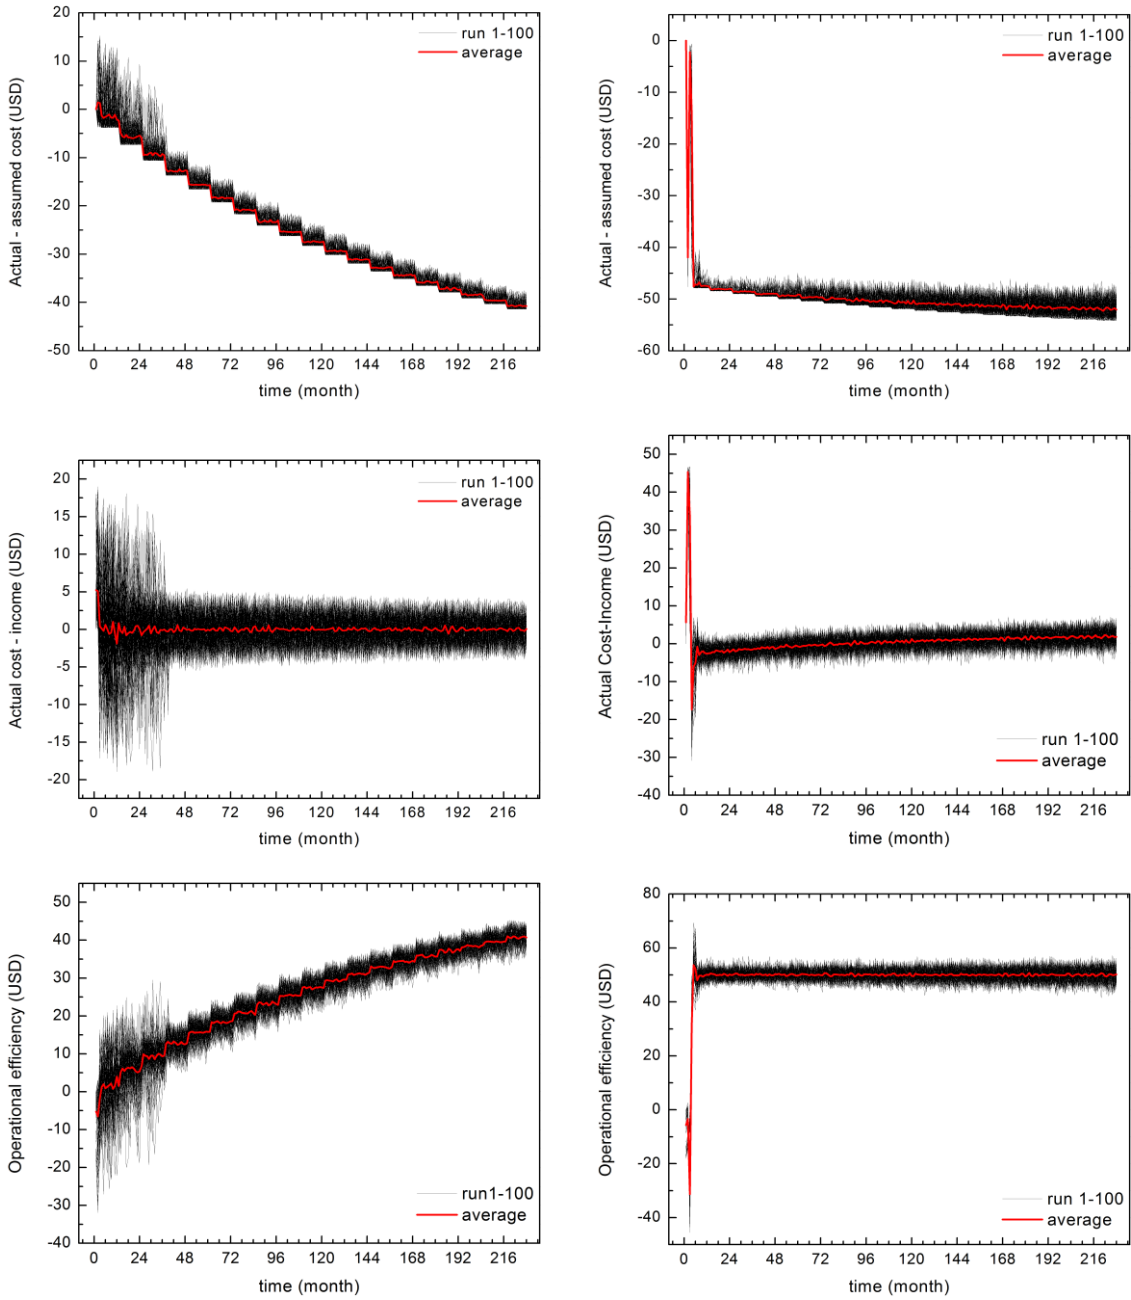 Actual - assumed cost (USD)
20
10
0
-10
-20
-30
-40
-50
run 1-100
average
0 24 48 72 96 120 144 168 192 216
time (month)
Actual - assumed cost (USD)
0
-10
-20
-30
-40
-50
-60
run 1-100
average
0 24 48 72 96 120 144 168 192 216
time (month)
Actual cost - income (USD)
20
15
10
5
0
-5
-10
-15
-20
run 1-100
average
0 24 48 72 96 120 144 168 192 216
time (month)
Actual Cost-Income (USD)
50
40
30
20
10
0
-10
-20
-30
-40
run 1-100
average
0 24 48 72 96 120 144 168 192 216
time (month)
Operational efficiency (USD)
50
40
30
20
10
0
-10
-20
-30
-40
run1-100
average
0 24 48 72 96 120 144 168 192 216
time (month)
Operational efficiency (USD)
80
60
40
20
0
-20
-40
run 1-100
average
0 24 48 72 96 120 144 168 192 216
time (month)